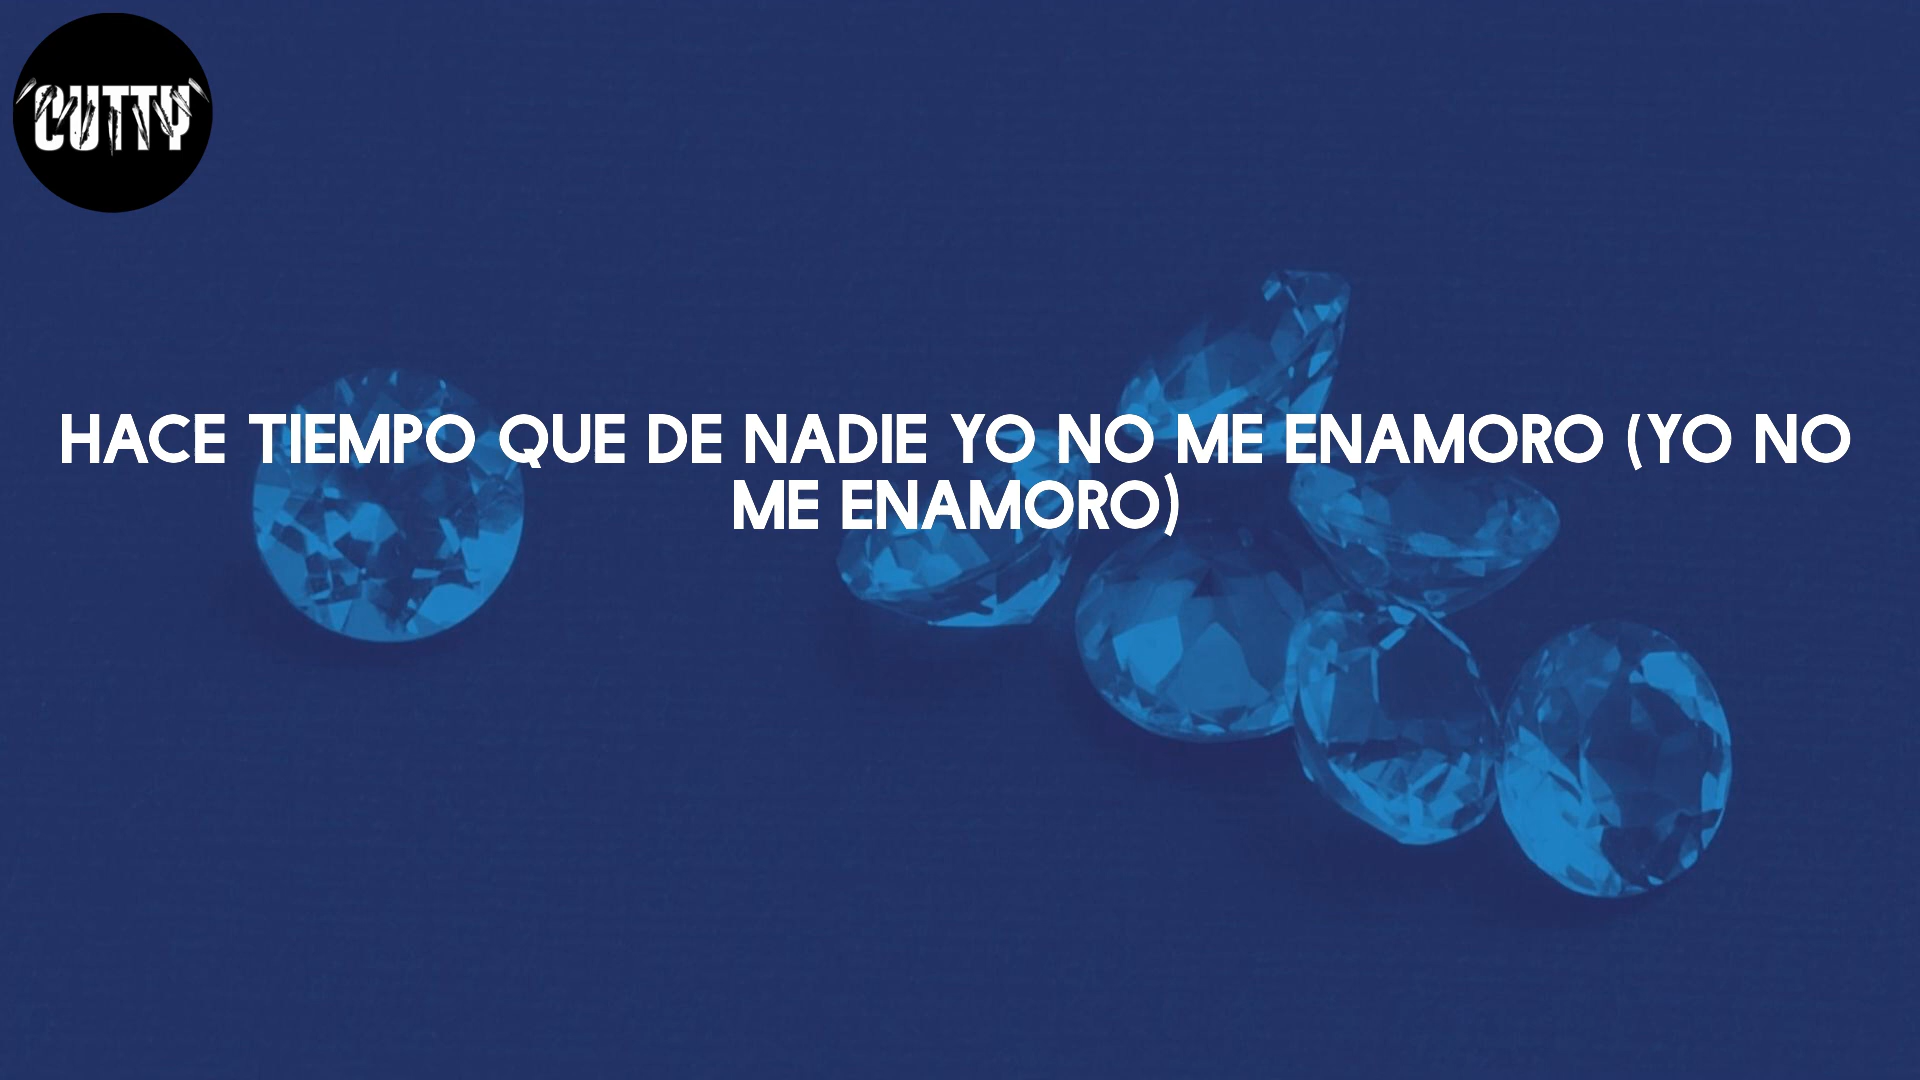 CUTTY
HACE TIEMPO QUE DE NADIE YO NO ME ENAMORO (YO NO
ME ENAMORO)